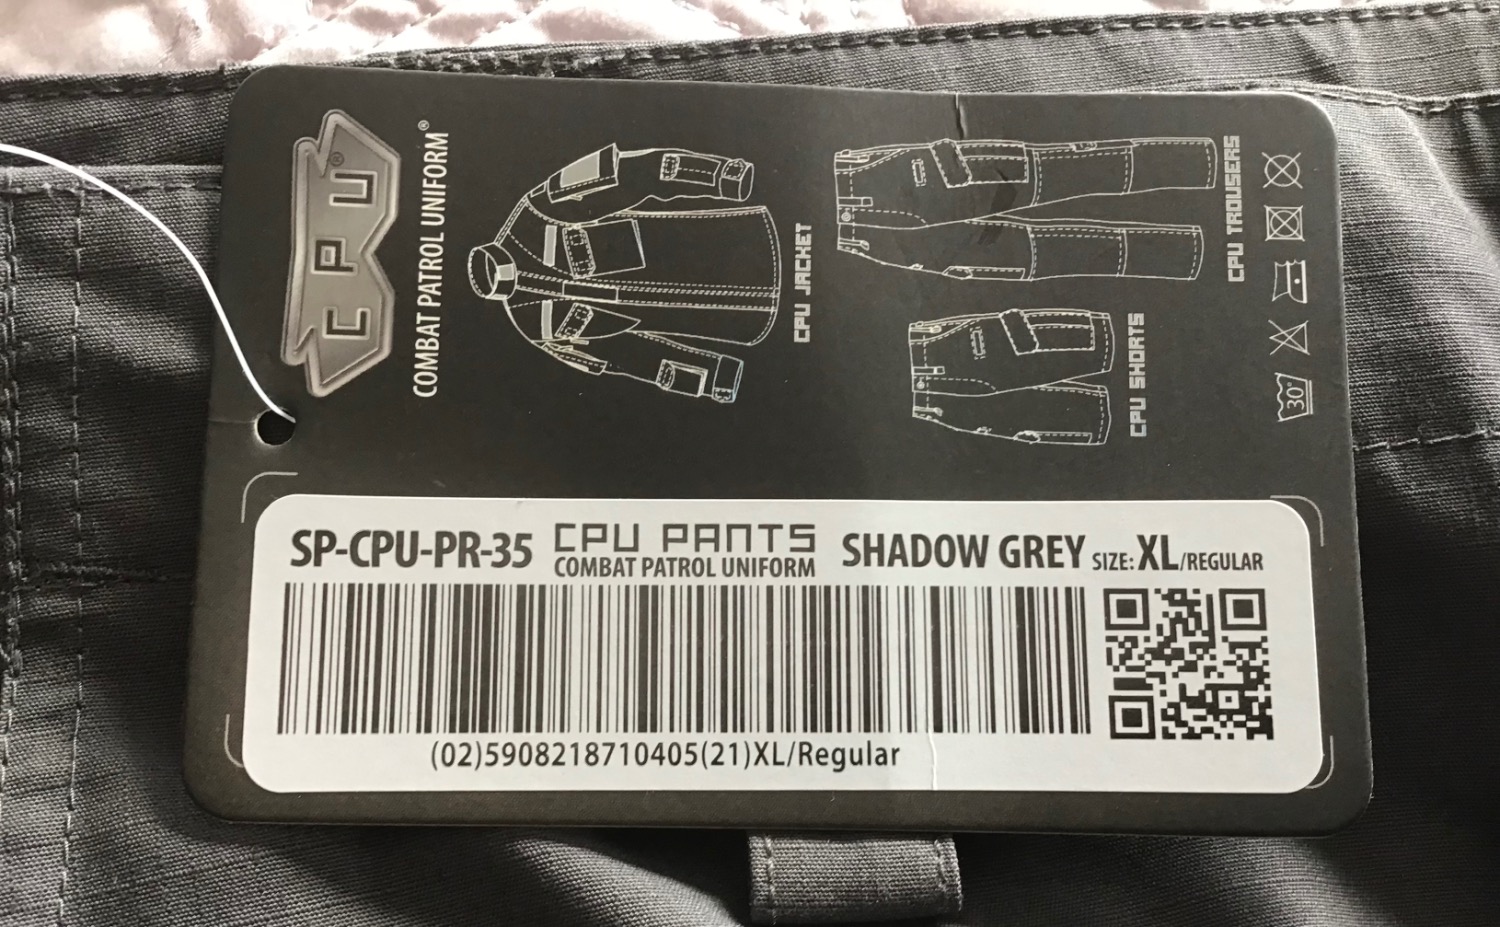 CPU®
COMBAT PATROL UNIFORM®
CPU JACKET
CPU TROUSERS
CPU SHORTS
30°
SP-CPU-PR-35 CPU PANTS COMBAT PATROL UNIFORM SHADOW GREY SIZE: XL/REGULAR
(02)5908218710405(21)XL/Regular